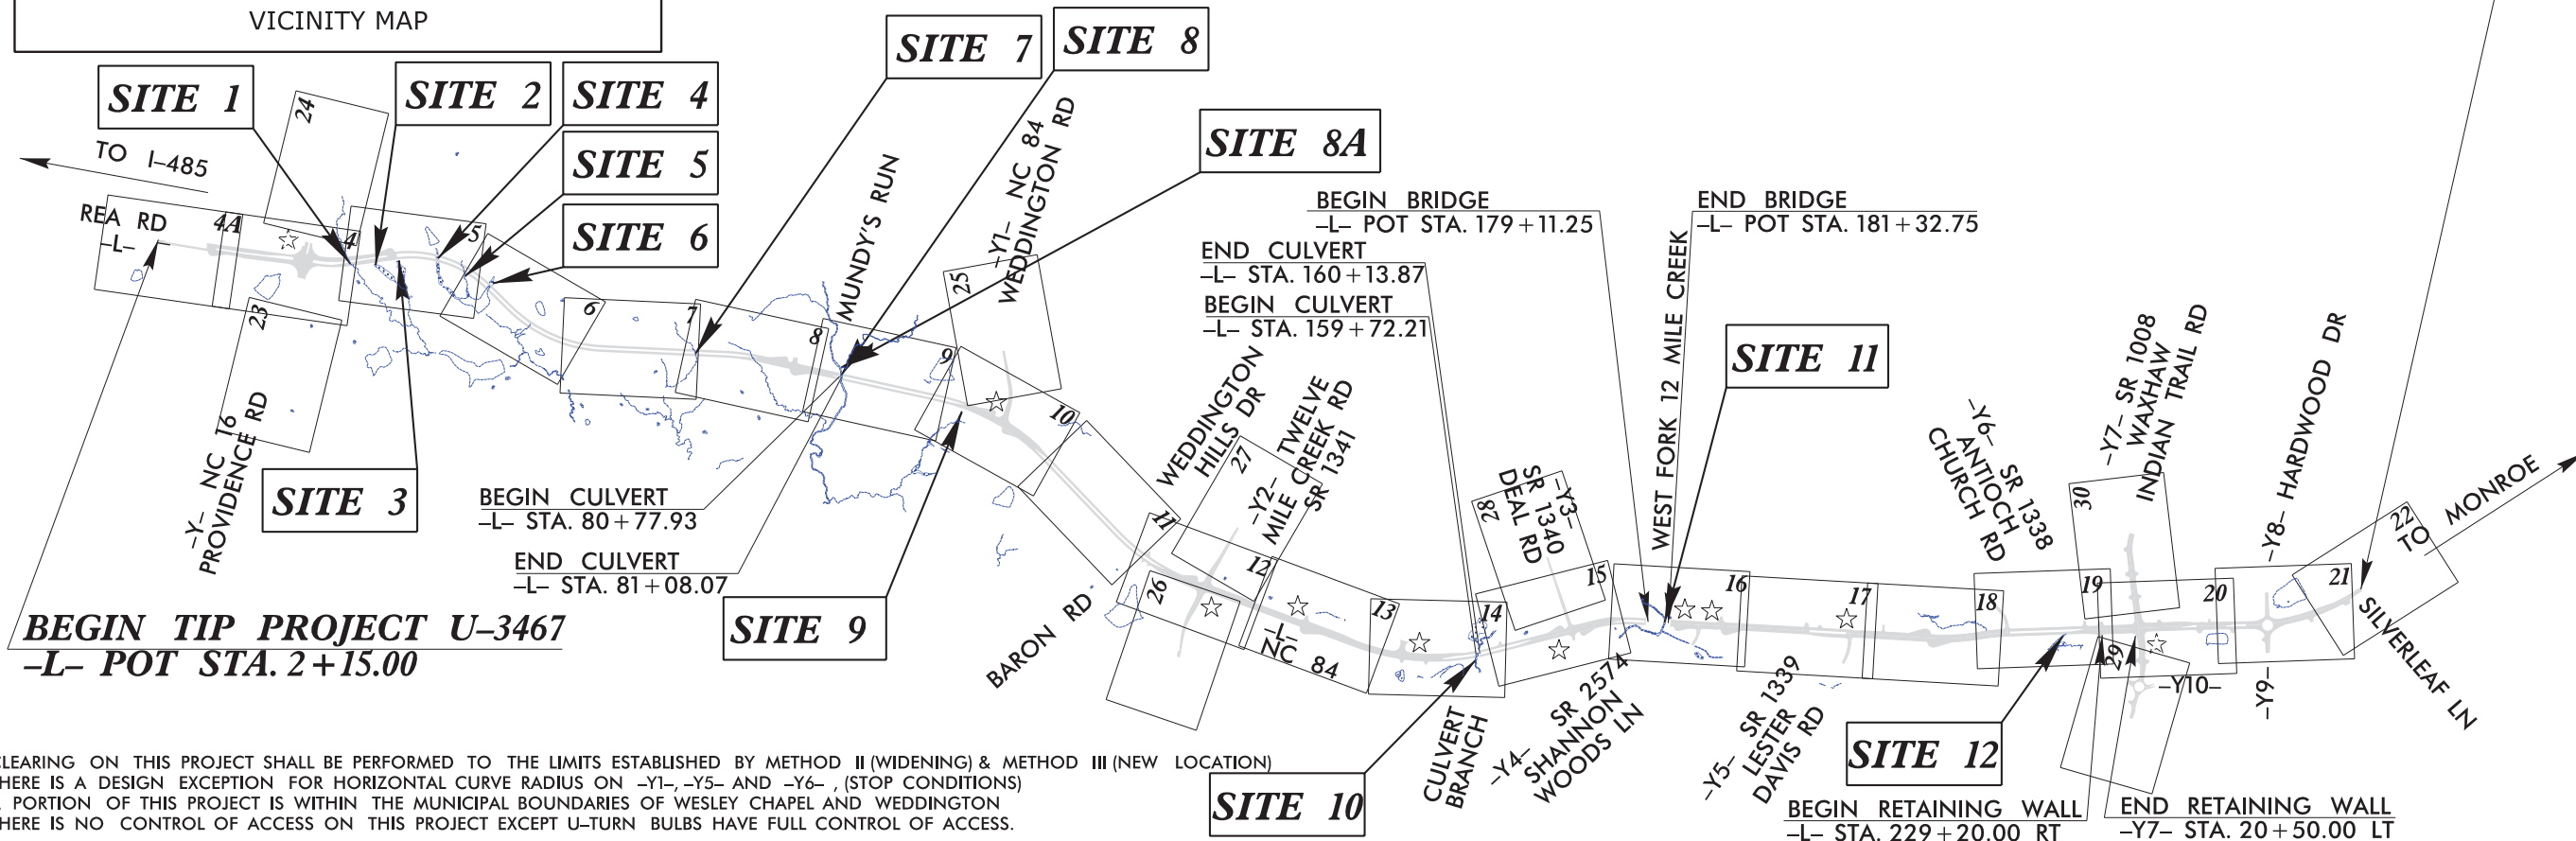 VICINITY MAP
SITE 1
SITE 2
SITE 4
SITE 5
SITE 6
SITE 7
SITE 8
SITE 8A
24
TO I-485
REA RD
-L-
4A
4
5
6
7
8
9
10
23
25
-Y- NC 16
PROVIDENCE RD
SITE 3
MUNDY'S RUN
-Y1- NC 84
WEDDINGTON RD
BEGIN CULVERT
-L- STA. 80+77.93
END CULVERT
-L- STA. 81+08.07
SITE 9
BEGIN TIP PROJECT U-3467
-L- POT STA. 2+15.00
BEGIN BRIDGE
-L- POT STA. 179+11.25
END BRIDGE
-L- POT STA. 181+32.75
END CULVERT
-L- STA. 160+13.87
BEGIN CULVERT
-L- STA. 159+72.21
WEST FORK 12 MILE CREEK
SITE 11
WEDDINGTON
HILLS DR
27
-Y2- TWELVE
MILE CREEK RD
SR 1341
11
26
12
BARON RD
-L-
NC 84
13
14
28
-Y3-
SR 1340
DEAL RD
15
16
17
18
19
20
21
22
-Y6-
SR 1338
ANTIOCH
CHURCH RD
-Y7- SR 1008
WAXHAW
INDIAN TRAIL RD
30
-Y8- HARDWOOD DR
TO MONROE
SILVERLEAF LN
29
-Y10-
-Y9-
CULVERT
BRANCH
SITE 10
-Y4- SR 2574
SHANNON
WOODS LN
-Y5- SR 1339
LESTER
DAVIS RD
SITE 12
BEGIN RETAINING WALL
-L- STA. 229+20.00 RT
END RETAINING WALL
-Y7- STA. 20+50.00 LT
CLEARING ON THIS PROJECT SHALL BE PERFORMED TO THE LIMITS ESTABLISHED BY METHOD II (WIDENING) & METHOD III (NEW LOCATION)
HERE IS A DESIGN EXCEPTION FOR HORIZONTAL CURVE RADIUS ON -Y1-, -Y5- AND -Y6- , (STOP CONDITIONS)
PORTION OF THIS PROJECT IS WITHIN THE MUNICIPAL BOUNDARIES OF WESLEY CHAPEL AND WEDDINGTON
HERE IS NO CONTROL OF ACCESS ON THIS PROJECT EXCEPT U-TURN BULBS HAVE FULL CONTROL OF ACCESS.